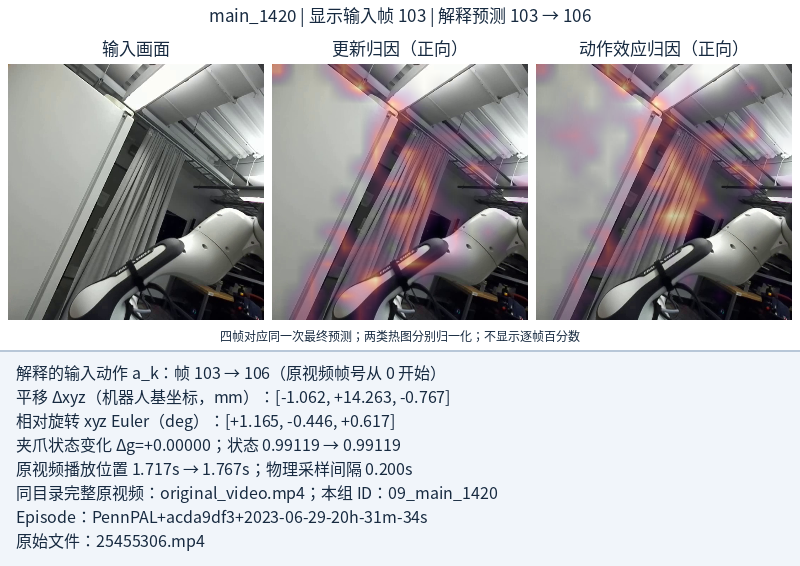 main_1420 | 显示输入帧 103 | 解释预测 103 → 106
输入画面
更新归因（正向）
动作效应归因（正向）
四帧对应同一次最终预测；两类热图分别归一化；不显示逐帧百分数
解释的输入动作 a_k：帧 103 → 106（原视频帧号从 0 开始）
平移 Δxyz（机器人基坐标，mm）：[-1.062, +14.263, -0.767]
相对旋转 xyz Euler（deg）：[+1.165, -0.446, +0.617]
夹爪状态变化 Δg=+0.00000；状态 0.99119 → 0.99119
原视频播放位置 1.717s → 1.767s；物理采样间隔 0.200s
同目录完整原视频：original_video.mp4；本组 ID：09_main_1420
Episode：PennPAL+acda9df3+2023-06-29-20h-31m-34s
原始文件：25455306.mp4